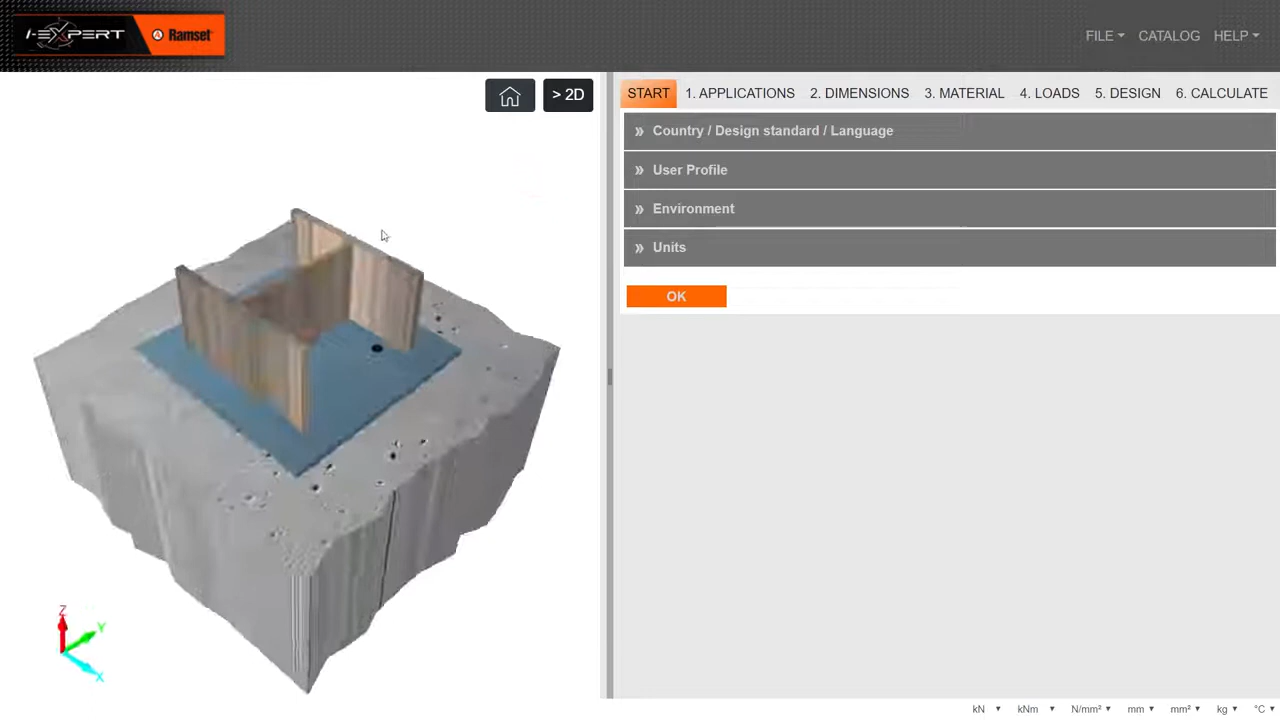 I-EXPERT Ramset
FILE CATALOG HELP
> 2D
START 1. APPLICATIONS 2. DIMENSIONS 3. MATERIAL 4. LOADS 5. DESIGN 6. CALCULATE
Country / Design standard / Language
User Profile
Environment
Units
OK
Z
Y
X
kN kNm N/mm² mm mm² kg °C